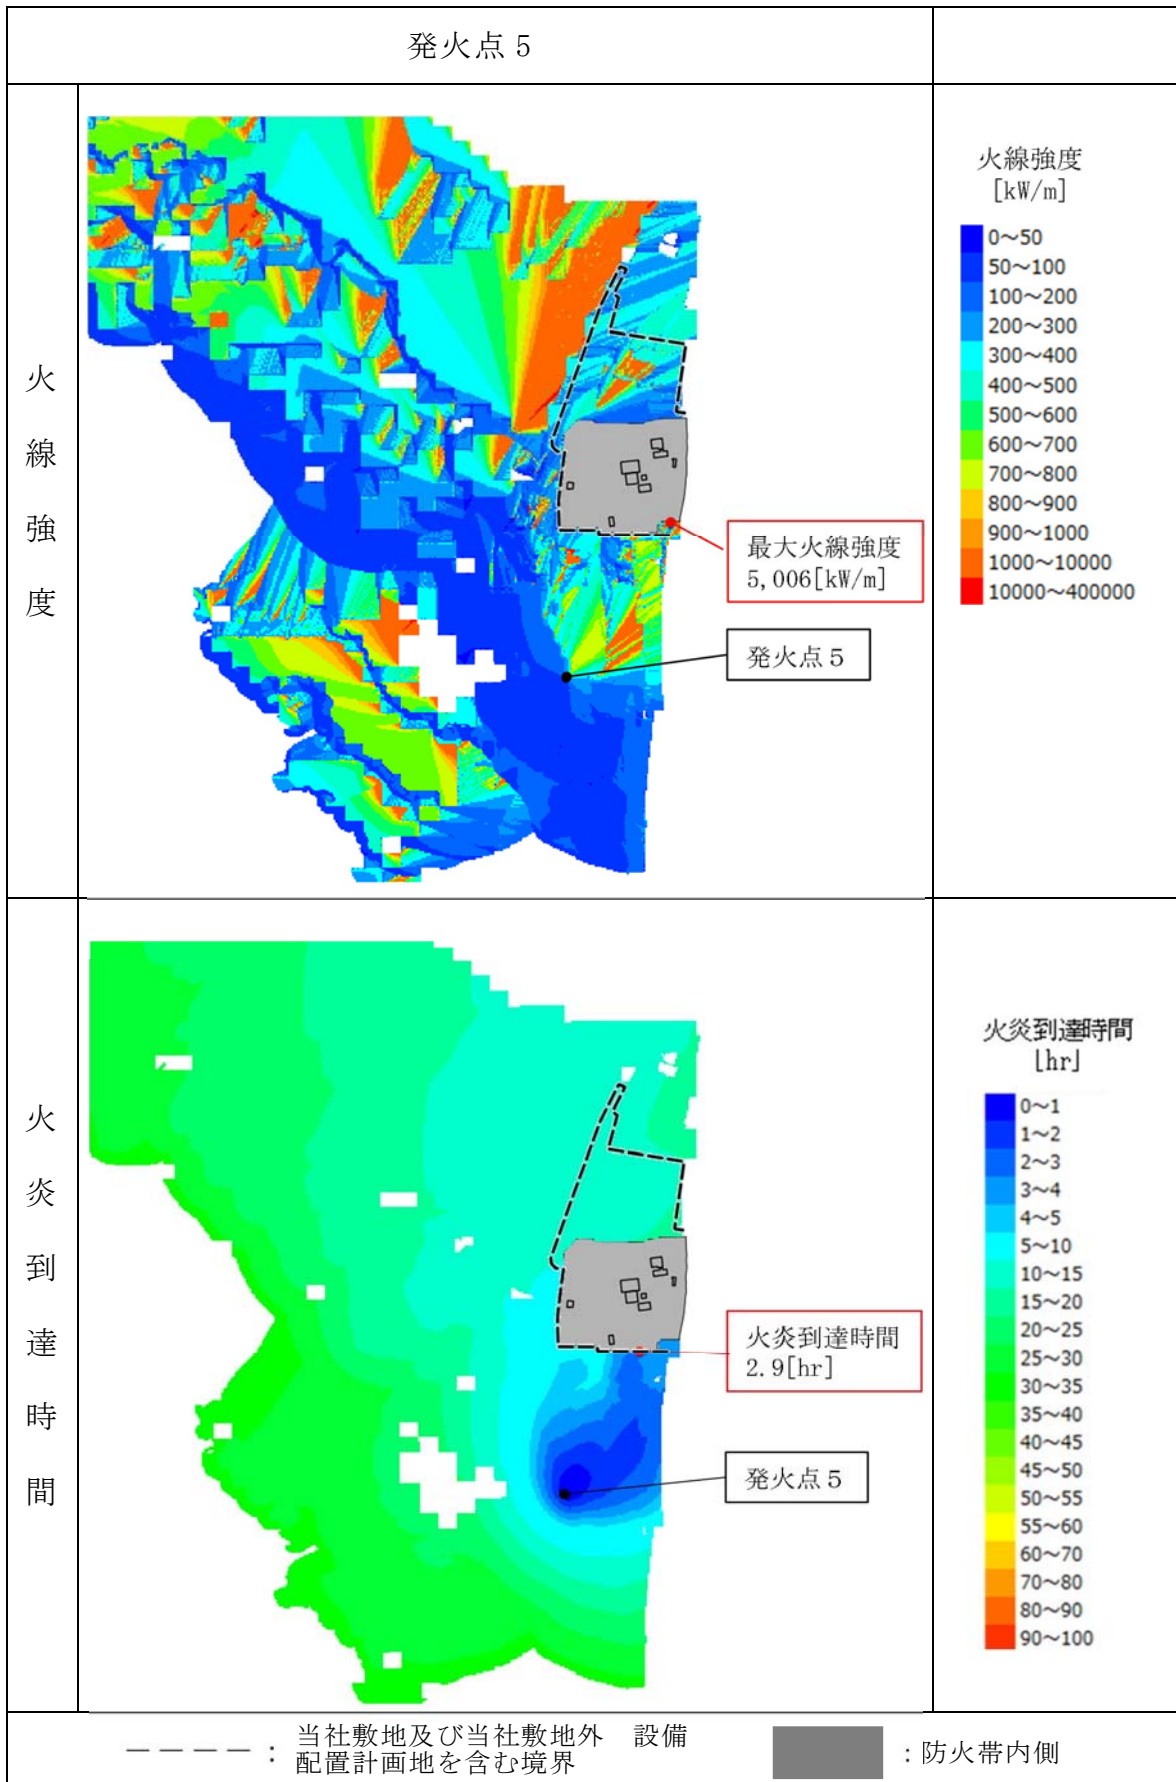 発火点５
火線強度
火線強度
[kW/m]
0～50
50～100
100～200
200～300
300～400
400～500
500～600
600～700
700～800
800～900
900～1000
1000～10000
10000～400000
最大火線強度
5,006[kW/m]
発火点５
火炎到達時間
火炎到達時間
[hr]
0～1
1～2
2～3
3～4
4～5
5～10
10～15
15～20
20～25
25～30
30～35
35～40
40～45
45～50
50～55
55～60
60～70
70～80
80～90
90～100
火炎到達時間
2.9[hr]
発火点５
：当社敷地及び当社敷地外　設備
配置計画地を含む境界
：防火帯内側